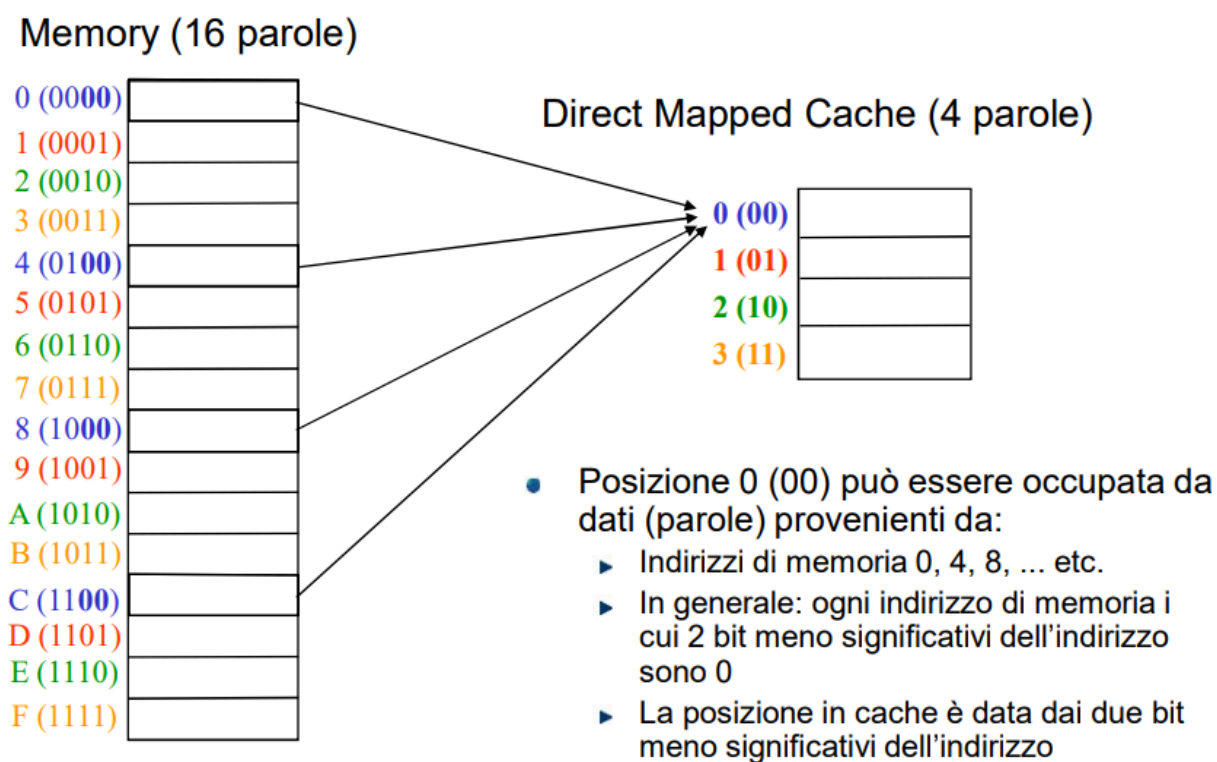 Memory (16 parole)
0 (0000)
1 (0001)
2 (0010)
3 (0011)
4 (0100)
5 (0101)
6 (0110)
7 (0111)
8 (1000)
9 (1001)
A (1010)
B (1011)
C (1100)
D (1101)
E (1110)
F (1111)
Direct Mapped Cache (4 parole)
0 (00)
1 (01)
2 (10)
3 (11)
Posizione 0 (00) può essere occupata da
dati (parole) provenienti da:
Indirizzi di memoria 0, 4, 8, ... etc.
In generale: ogni indirizzo di memoria i
cui 2 bit meno significativi dell'indirizzo
sono 0
La posizione in cache è data dai due bit
meno significativi dell'indirizzo